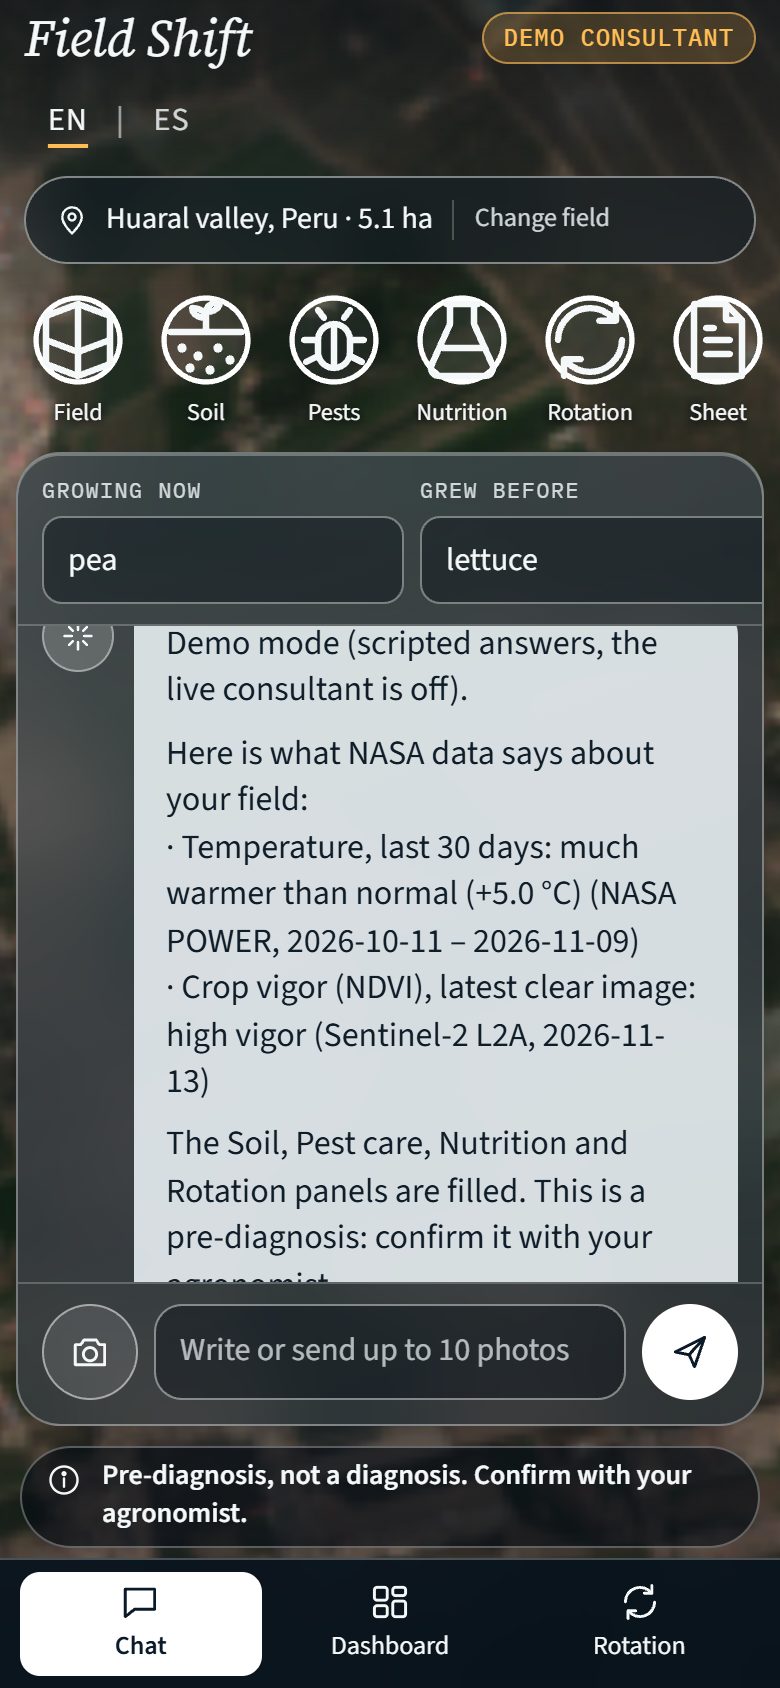 Field Shift
DEMO CONSULTANT
EN | ES
Huaral valley, Peru · 5.1 ha
Change field
Field
Soil
Pests
Nutrition
Rotation
Sheet
GROWING NOW
GREW BEFORE
pea
lettuce
Demo mode (scripted answers, the
live consultant is off).
Here is what NASA data says about
your field:
· Temperature, last 30 days: much
warmer than normal (+5.0 °C) (NASA
POWER, 2026-10-11 – 2026-11-09)
· Crop vigor (NDVI), latest clear image:
high vigor (Sentinel-2 L2A, 2026-11-
13)
The Soil, Pest care, Nutrition and
Rotation panels are filled. This is a
pre-diagnosis: confirm it with your
agronomist
Write or send up to 10 photos
Pre-diagnosis, not a diagnosis. Confirm with your
agronomist.
Chat
Dashboard
Rotation